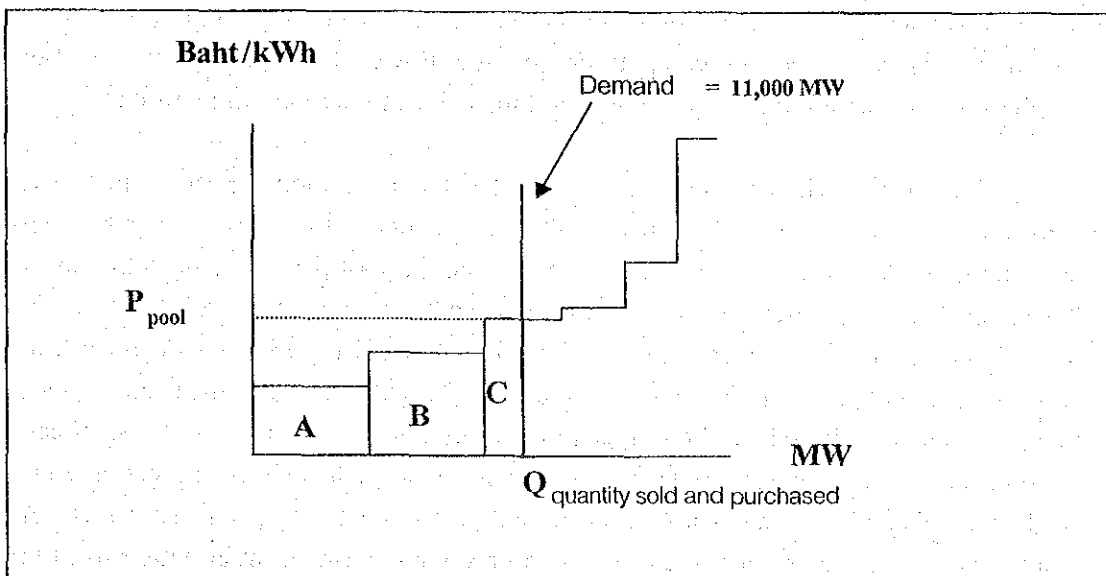 Baht/kWh
Demand = 11,000 MW
P pool
A
B
C
MW
Q quantity sold and purchased